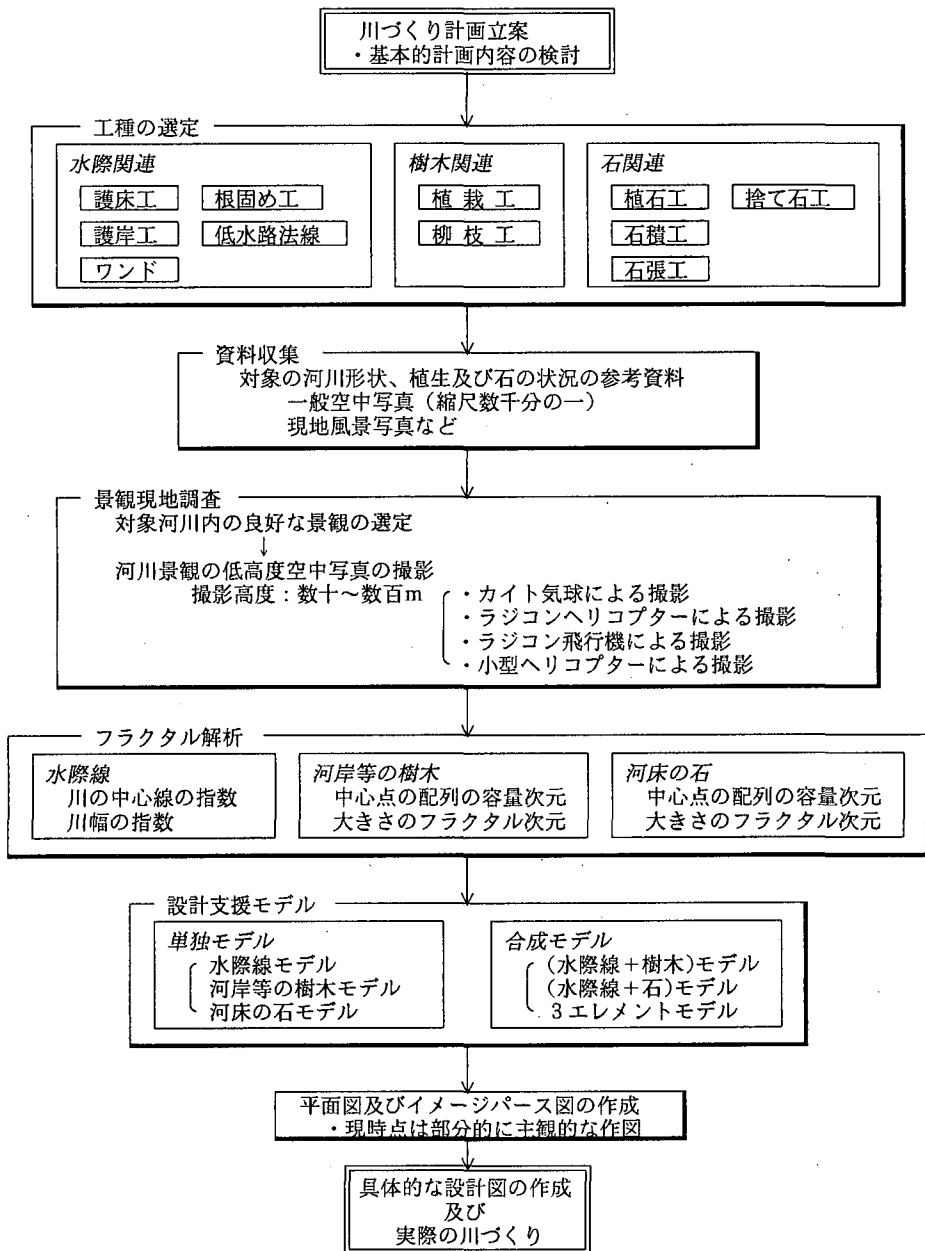 川づくり計画立案
・基本的計画内容の検討
工種の選定
水際関連
護床工 根固め工
護岸工 低水路法線
ワンド
樹木関連
植栽工
柳枝工
石関連
植石工 捨て石工
石積工
石張工
資料収集
対象の河川形状、植生及び石の状況の参考資料
一般空中写真（縮尺数千分の一）
現地風景写真など
景観現地調査
対象河川内の良好な景観の選定
↓
河川景観の低高度空中写真の撮影
撮影高度：数十～数百m
・カイト気球による撮影
・ラジコンヘリコプターによる撮影
・ラジコン飛行機による撮影
・小型ヘリコプターによる撮影
フラクタル解析
水際線
川の中心線の指数
川幅の指数
河岸等の樹木
中心点の配列の容量次元
大きさのフラクタル次元
河床の石
中心点の配列の容量次元
大きさのフラクタル次元
設計支援モデル
単独モデル
水際線モデル
河岸等の樹木モデル
河床の石モデル
合成モデル
(水際線＋樹木)モデル
(水際線＋石)モデル
３エレメントモデル
平面図及びイメージパース図の作成
・現時点は部分的に主観的な作図
具体的な設計図の作成
及び
実際の川づくり